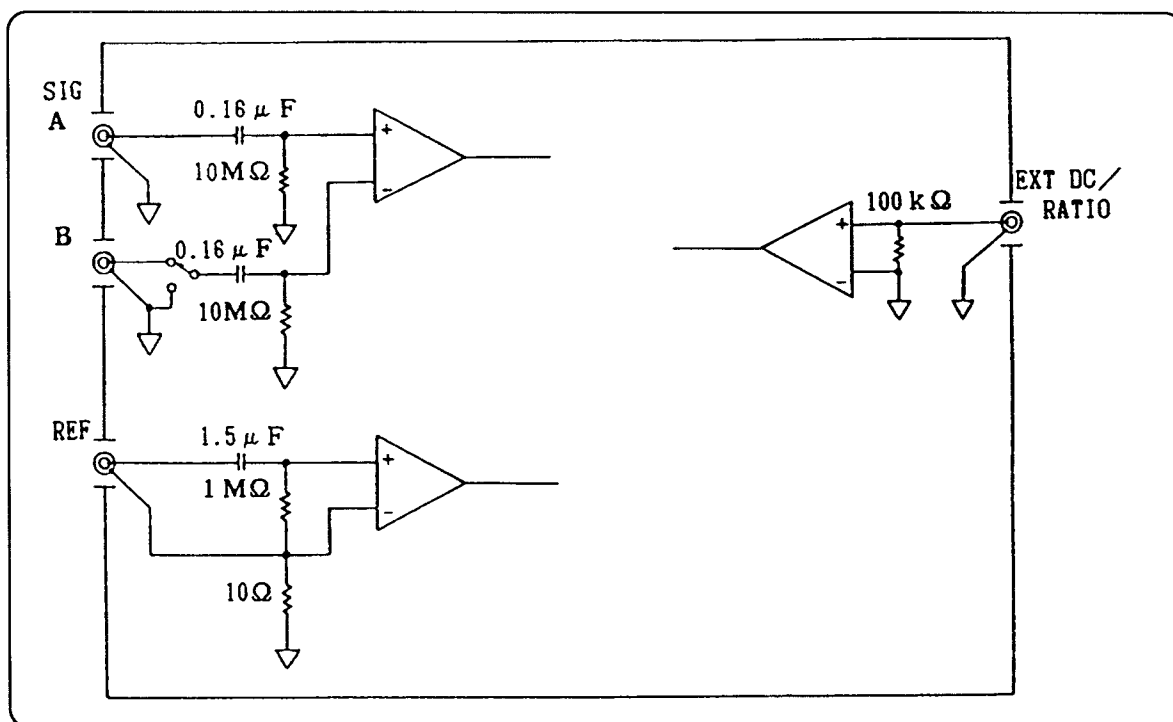 SIG
A
0.16 μ F
+
10MΩ
−
B
0.16 μ F
10MΩ
EXT DC/
RATIO
100 kΩ
+
−
REF
1.5 μ F
+
1 MΩ
−
10Ω